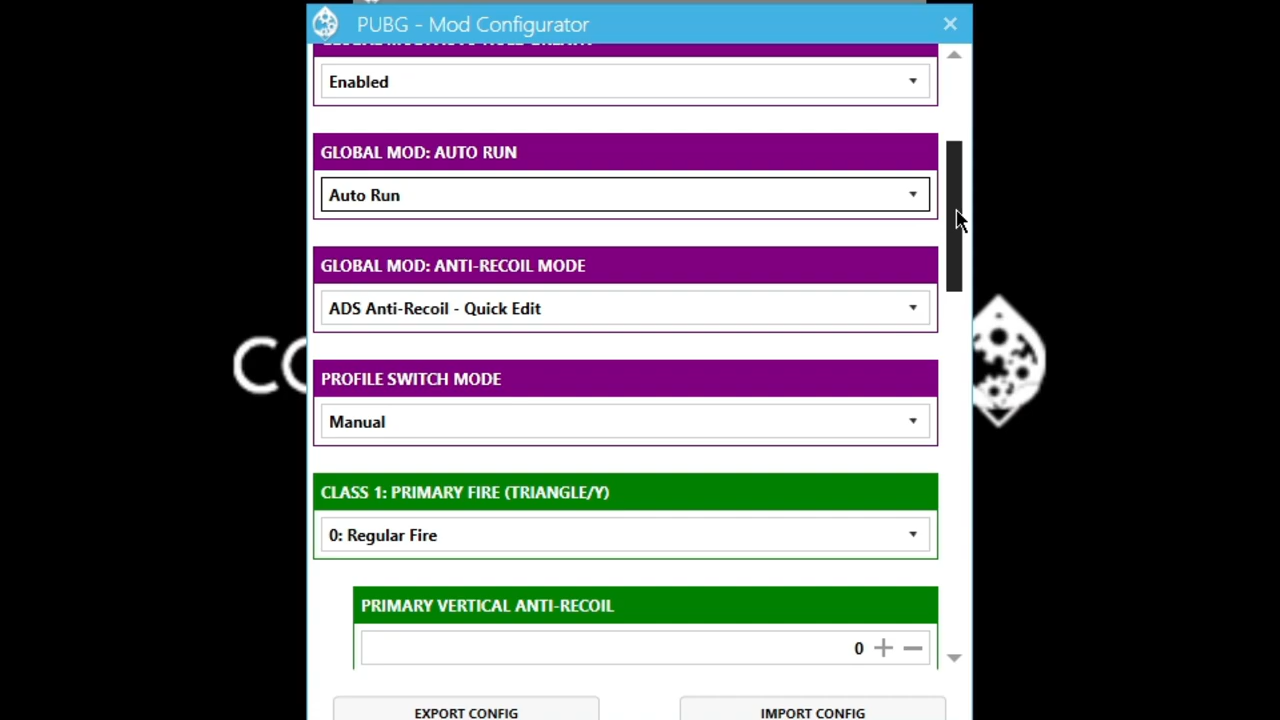 PUBG - Mod Configurator
Enabled
GLOBAL MOD: AUTO RUN
Auto Run
GLOBAL MOD: ANTI-RECOIL MODE
ADS Anti-Recoil - Quick Edit
PROFILE SWITCH MODE
Manual
CLASS 1: PRIMARY FIRE (TRIANGLE/Y)
0: Regular Fire
PRIMARY VERTICAL ANTI-RECOIL
0
EXPORT CONFIG
IMPORT CONFIG